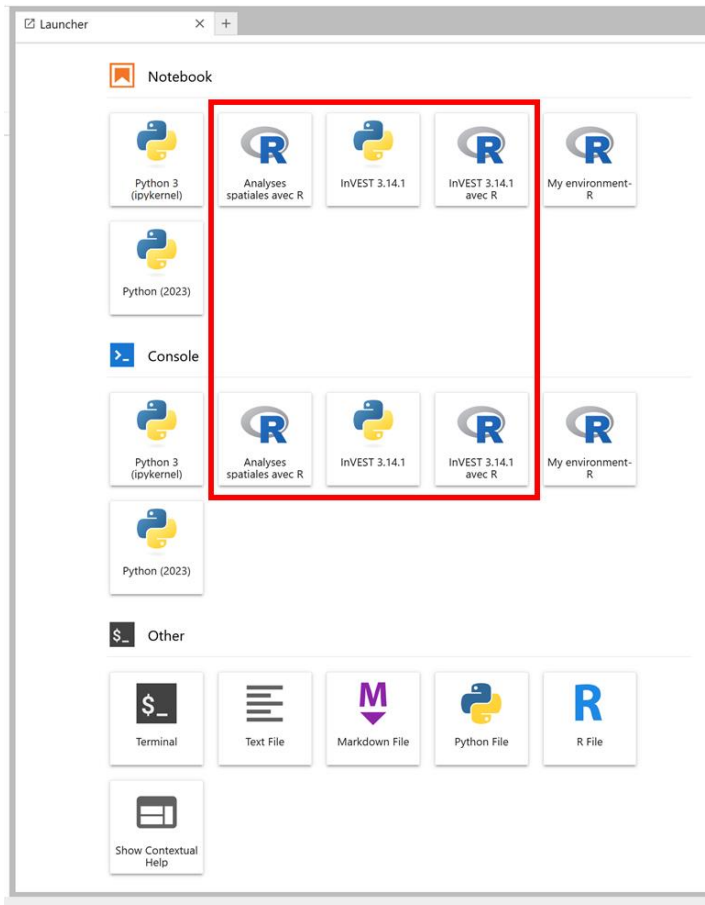 Launcher
Notebook
Python 3
(ipykernel)
Analyses
spatiales avec R
InVEST 3.14.1
InVEST 3.14.1
avec R
My environment-
R
Python (2023)
Console
Python 3
(ipykernel)
Analyses
spatiales avec R
InVEST 3.14.1
InVEST 3.14.1
avec R
My environment-
R
Python (2023)
$_ Other
$_
Terminal
Text File
M
Markdown File
Python File
R
R File
Show Contextual
Help